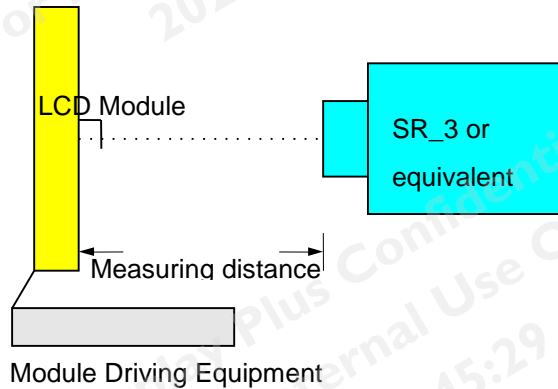 LCD Module
SR_3 or
equivalent
Measuring distance
Module Driving Equipment